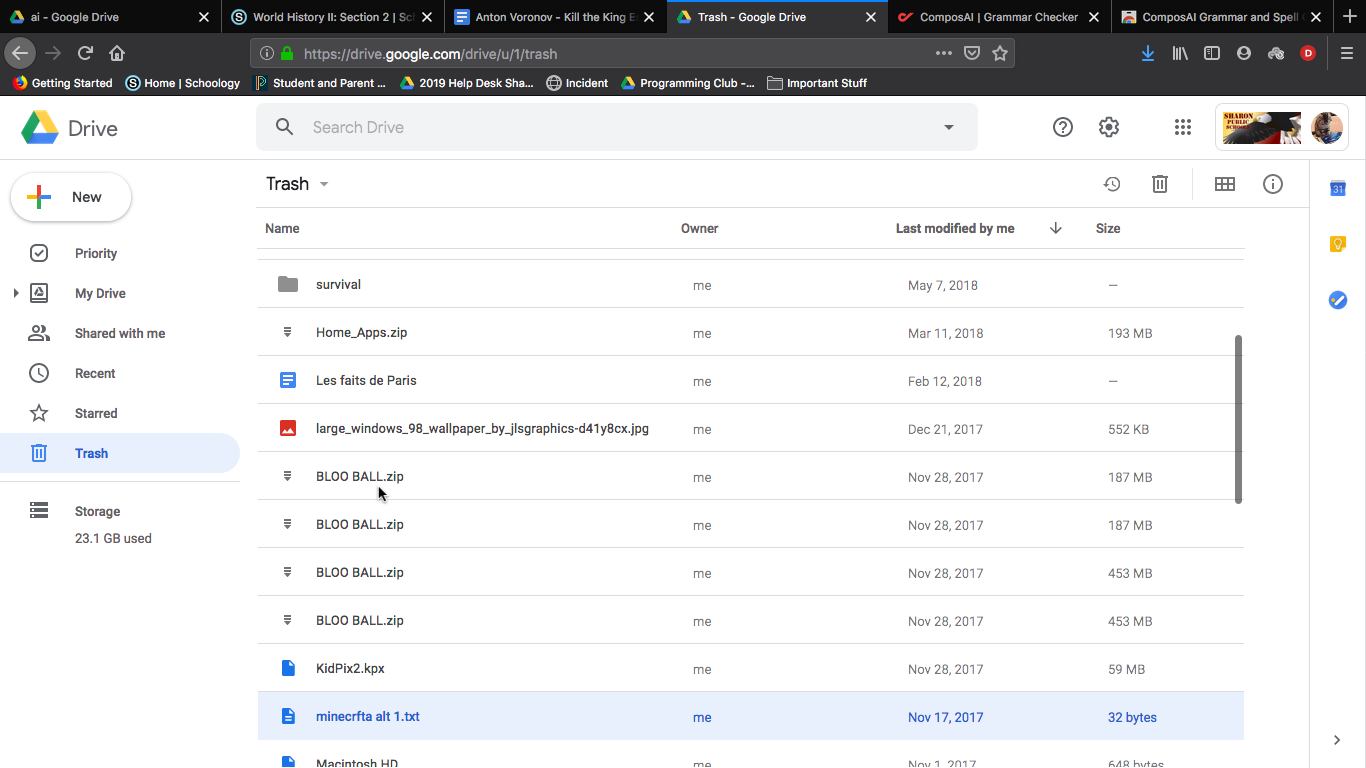 ai - Google Drive
World History II: Section 2 | Sch
Anton Voronov - Kill the King E
Trash - Google Drive
ComposAI | Grammar Checker
ComposAI Grammar and Spell C
https://drive.google.com/drive/u/1/trash
D
Getting Started
Home | Schoology
Student and Parent ...
2019 Help Desk Sha...
Incident
Programming Club -...
Important Stuff
Drive
Search Drive
SHARON
PUBLIC
SCHOOLS
New
Trash
31
Name Owner Last modified by me Size
Priority
My Drive
Shared with me
Recent
Starred
Trash
Storage
23.1 GB used
survival me May 7, 2018 —
Home_Apps.zip me Mar 11, 2018 193 MB
Les faits de Paris me Feb 12, 2018 —
large_windows_98_wallpaper_by_jlsgraphics-d41y8cx.jpg me Dec 21, 2017 552 KB
BLOO BALL.zip me Nov 28, 2017 187 MB
BLOO BALL.zip me Nov 28, 2017 187 MB
BLOO BALL.zip me Nov 28, 2017 453 MB
BLOO BALL.zip me Nov 28, 2017 453 MB
KidPix2.kpx me Nov 28, 2017 59 MB
minecrfta alt 1.txt me Nov 17, 2017 32 bytes
Macintosh HD me Nov 1, 2017 648 bytes